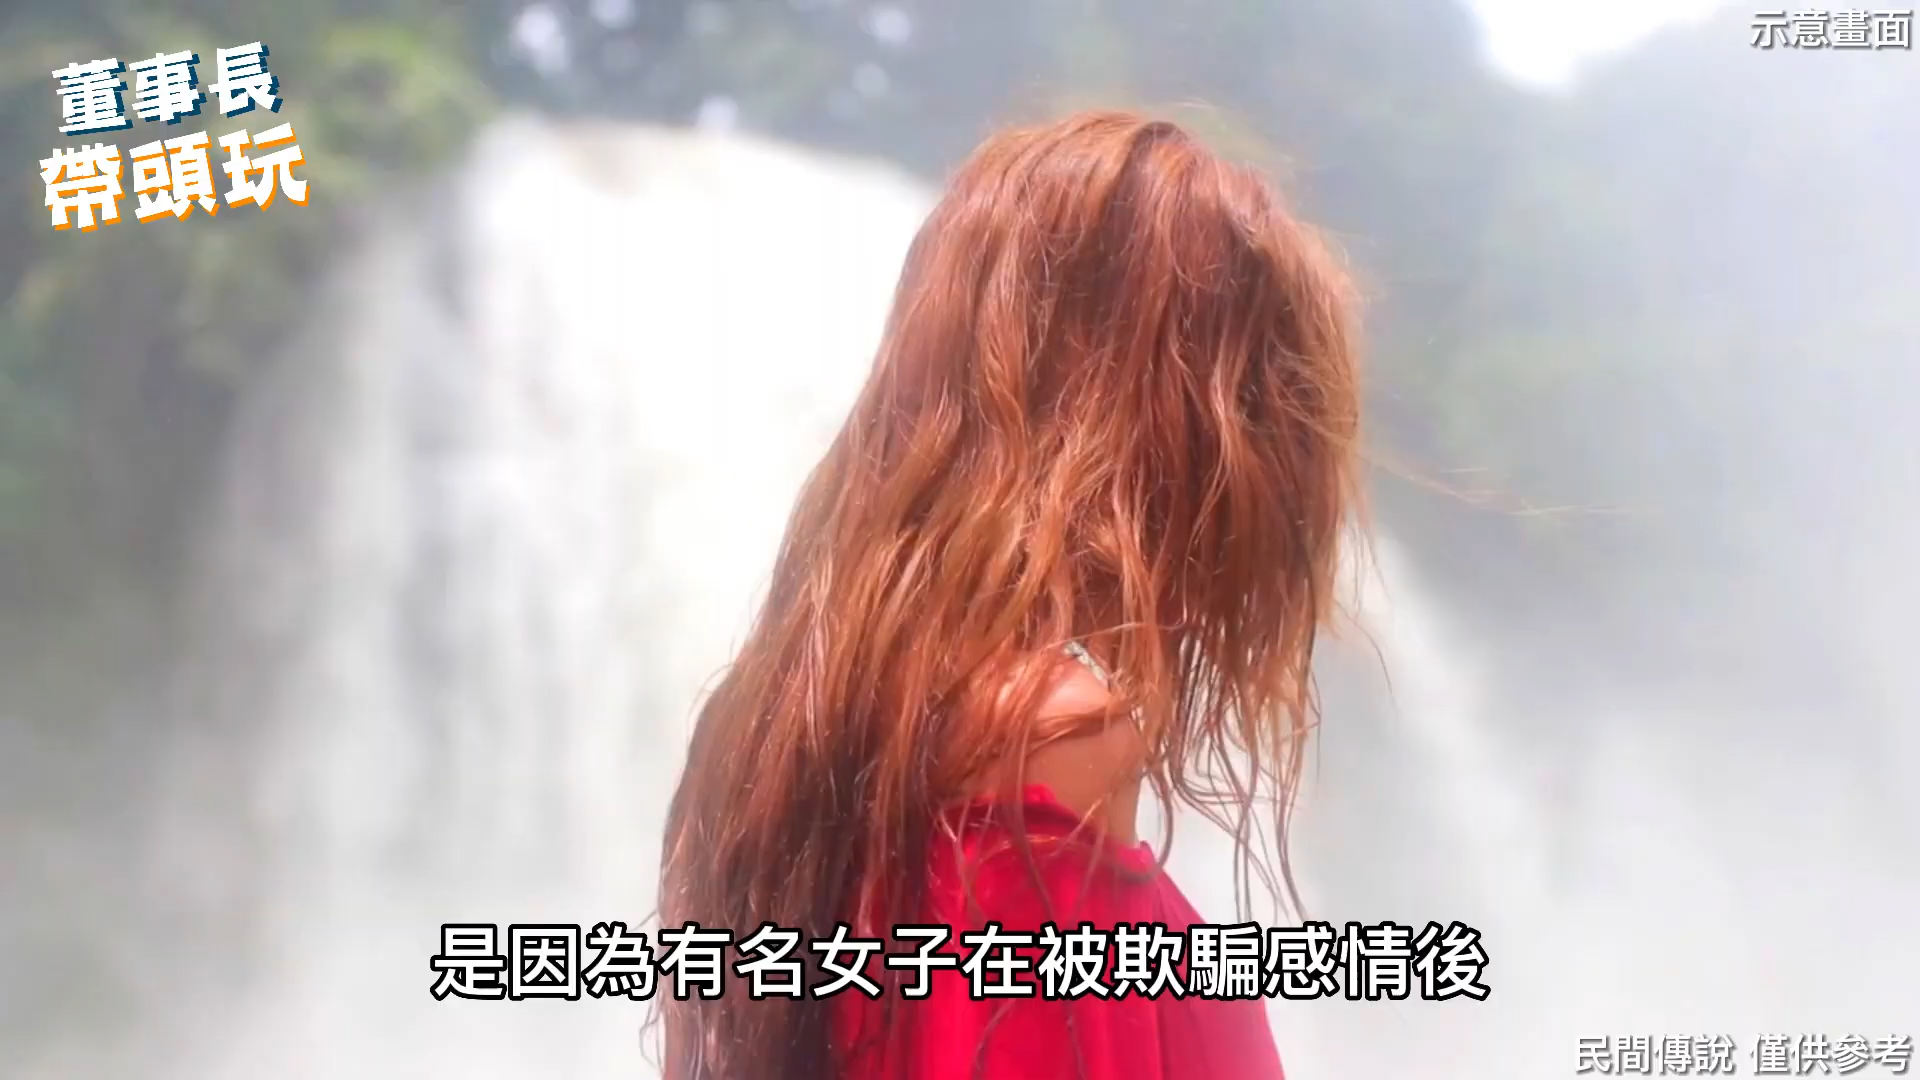 示意畫面
董事長
帶頭玩
是因為有名女子在被欺騙感情後
民間傳說 僅供參考